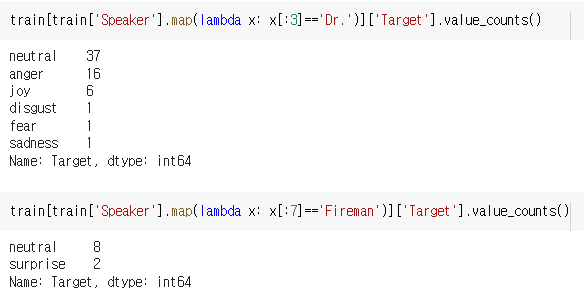 train[train['Speaker'].map(lambda x: x[:3]=='Dr.')]['Target'].value_counts()
neutral    37
anger      16
joy         6
disgust     1
fear        1
sadness     1
Name: Target, dtype: int64
train[train['Speaker'].map(lambda x: x[:7]=='Fireman')]['Target'].value_counts()
neutral     8
surprise    2
Name: Target, dtype: int64